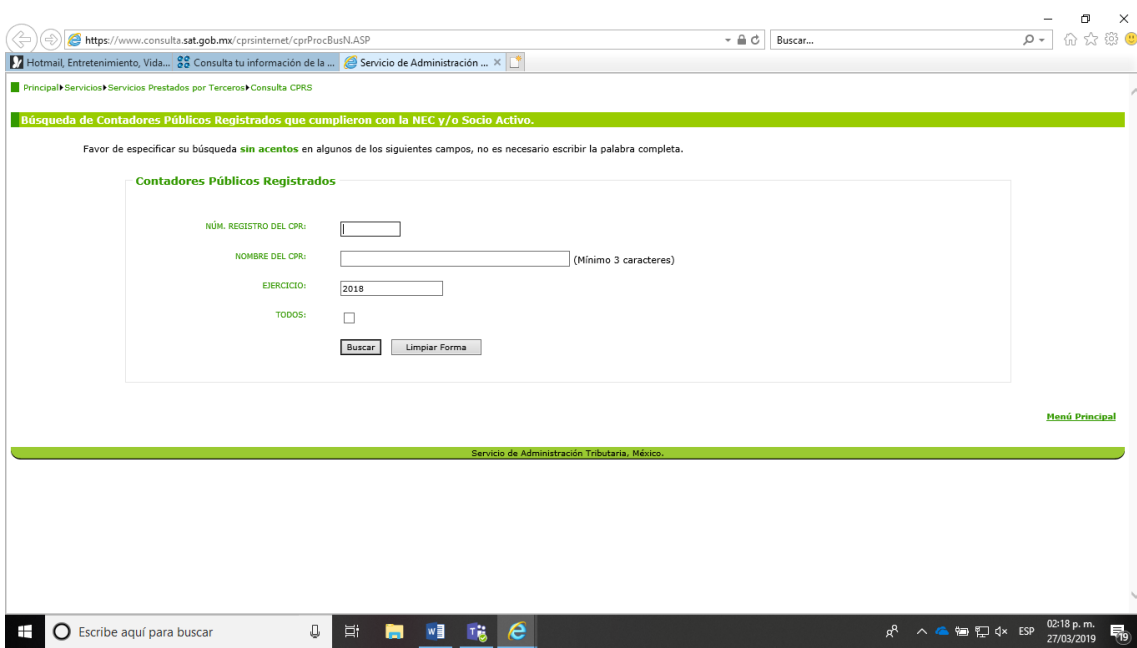 https://www.consulta.sat.gob.mx/cprsinternet/cprProcBusN.ASP
Buscar...
Hotmail, Entretenimiento, Vida... Consulta tu información de la ... Servicio de Administración ...
Principal Servicios Servicios Prestados por Terceros Consulta CPRS
Búsqueda de Contadores Públicos Registrados que cumplieron con la NEC y/o Socio Activo.
Favor de especificar su búsqueda sin acentos en algunos de los siguientes campos, no es necesario escribir la palabra completa.
Contadores Públicos Registrados
NÚM. REGISTRO DEL CPR:
NOMBRE DEL CPR: (Mínimo 3 caracteres)
EJERCICIO: 2018
TODOS:
Buscar Limpiar Forma
Menú Principal
Servicio de Administración Tributaria, México.
Escribe aquí para buscar
ESP
02:18 p. m.
27/03/2019
19